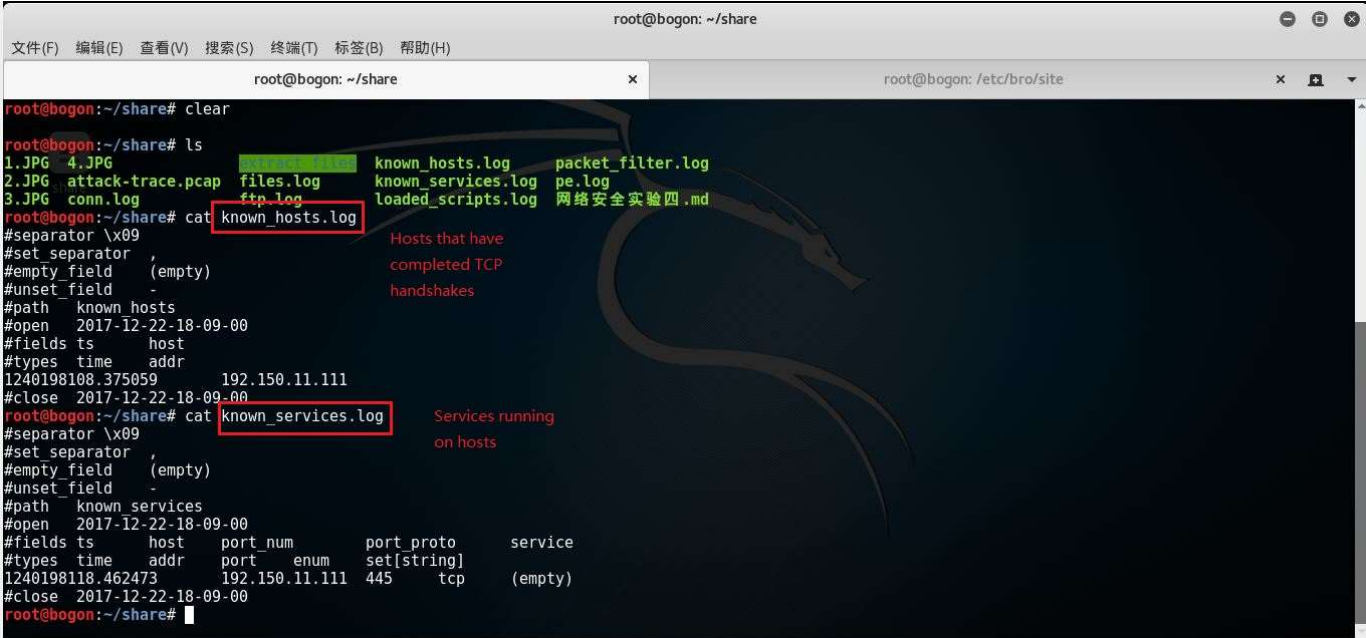 root@bogon: ~/share
文件(F) 编辑(E) 查看(V) 搜索(S) 终端(T) 标签(B) 帮助(H)
root@bogon: ~/share × root@bogon: /etc/bro/site ×
root@bogon:~/share# clear
root@bogon:~/share# ls
1.JPG 4.JPG extract_files known_hosts.log packet_filter.log
2.JPG attack-trace.pcap files.log known_services.log pe.log
3.JPG conn.log ftp.log loaded_scripts.log 网络安全实验四.md
root@bogon:~/share# cat known_hosts.log
#separator \x09
#set_separator ,
#empty_field (empty)
#unset_field -
#path known_hosts
#open 2017-12-22-18-09-00
#fields ts host
#types time addr
1240198108.375059 192.150.11.111
#close 2017-12-22-18-09-00
Hosts that have
completed TCP
handshakes
root@bogon:~/share# cat known_services.log
#separator \x09
#set_separator ,
#empty_field (empty)
#unset_field -
#path known_services
#open 2017-12-22-18-09-00
#fields ts host port_num port_proto service
#types time addr port enum set[string]
1240198118.462473 192.150.11.111 445 tcp (empty)
#close 2017-12-22-18-09-00
Services running
on hosts
root@bogon:~/share#